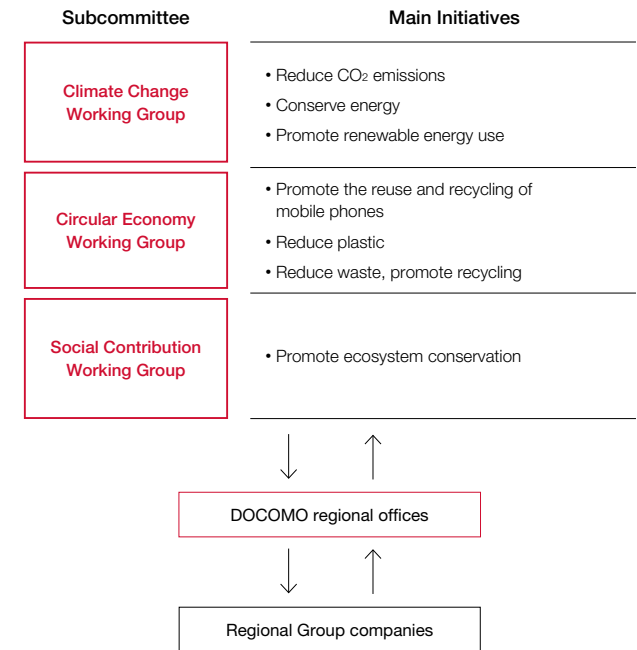 Subcommittee
Main Initiatives
Climate Change
Working Group
• Reduce CO₂ emissions
• Conserve energy
• Promote renewable energy use
Circular Economy
Working Group
• Promote the reuse and recycling of
mobile phones
• Reduce plastic
• Reduce waste, promote recycling
Social Contribution
Working Group
• Promote ecosystem conservation
DOCOMO regional offices
Regional Group companies